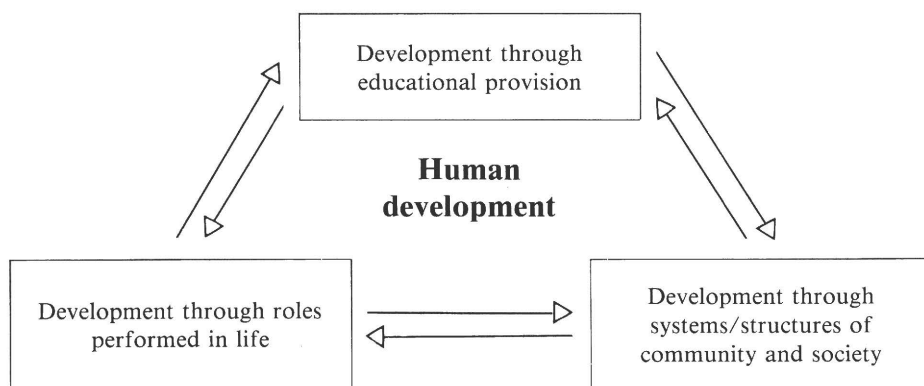 Development through
educational provision
Human
development
Development through roles
performed in life
Development through
systems/structures of
community and society